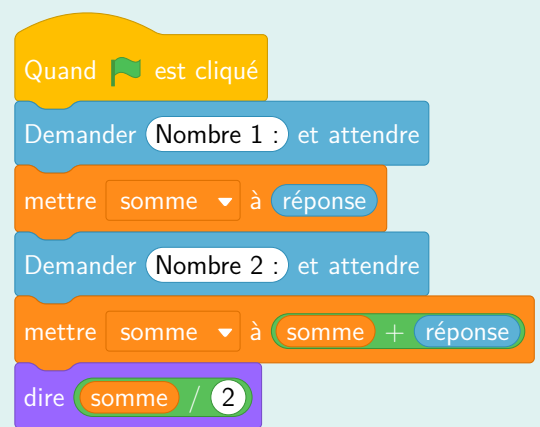 Quand est cliqué
Demander Nombre 1 : et attendre
mettre somme à réponse
Demander Nombre 2 : et attendre
mettre somme à somme + réponse
dire somme / 2